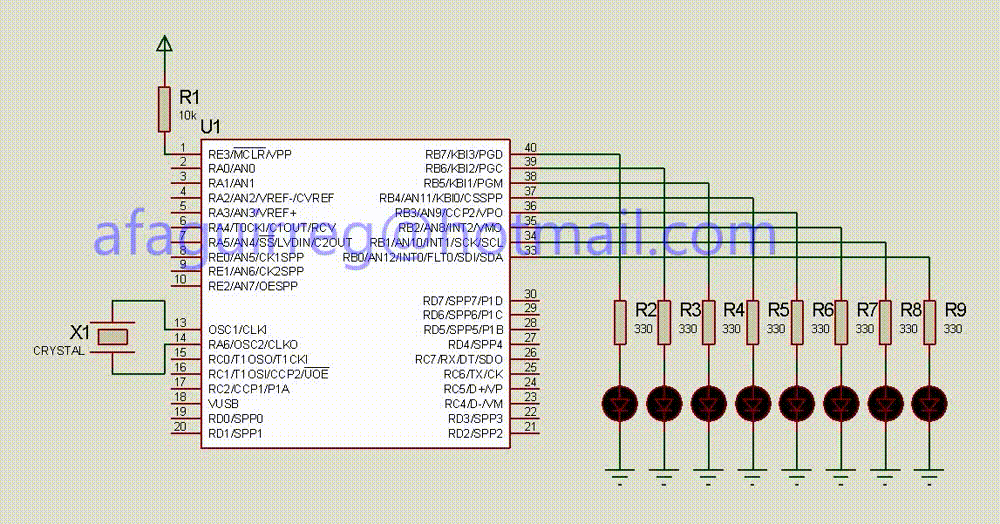 R1
10k
U1
1 RE3/MCLR/VPP
2 RA0/AN0
3 RA1/AN1
4 RA2/AN2/VREF-/CVREF
5 RA3/AN3/VREF+
6 RA4/T0CKI/C1OUT/RCV
7 RA5/AN4/SS/LVDIN/C2OUT
8 RE0/AN5/CK1SPP
9 RE1/AN6/CK2SPP
10 RE2/AN7/OESPP
13 OSC1/CLKI
14 RA6/OSC2/CLKO
15 RC0/T1OSO/T1CKI
16 RC1/T1OSI/CCP2/UOE
17 RC2/CCP1/P1A
18 VUSB
19 RD0/SPP0
20 RD1/SPP1
RB7/KBI3/PGD 40
RB6/KBI2/PGC 39
RB5/KBI1/PGM 38
RB4/AN11/KBI0/CSSPP 37
RB3/AN9/CCP2/VPO 36
RB2/AN8/INT2/VMO 35
RB1/AN10/INT1/SCK/SCL 34
RB0/AN12/INT0/FLT0/SDI/SDA 33
RD7/SPP7/P1D 30
RD6/SPP6/P1C 29
RD5/SPP5/P1B 28
RD4/SPP4 27
RC7/RX/DT/SDO 26
RC6/TX/CK 25
RC5/D+/VP 24
RC4/D-/VM 23
RD3/SPP3 22
RD2/SPP2 21
X1
CRYSTAL
R2 R3 R4 R5 R6 R7 R8 R9
330 330 330 330 330 330 330 330